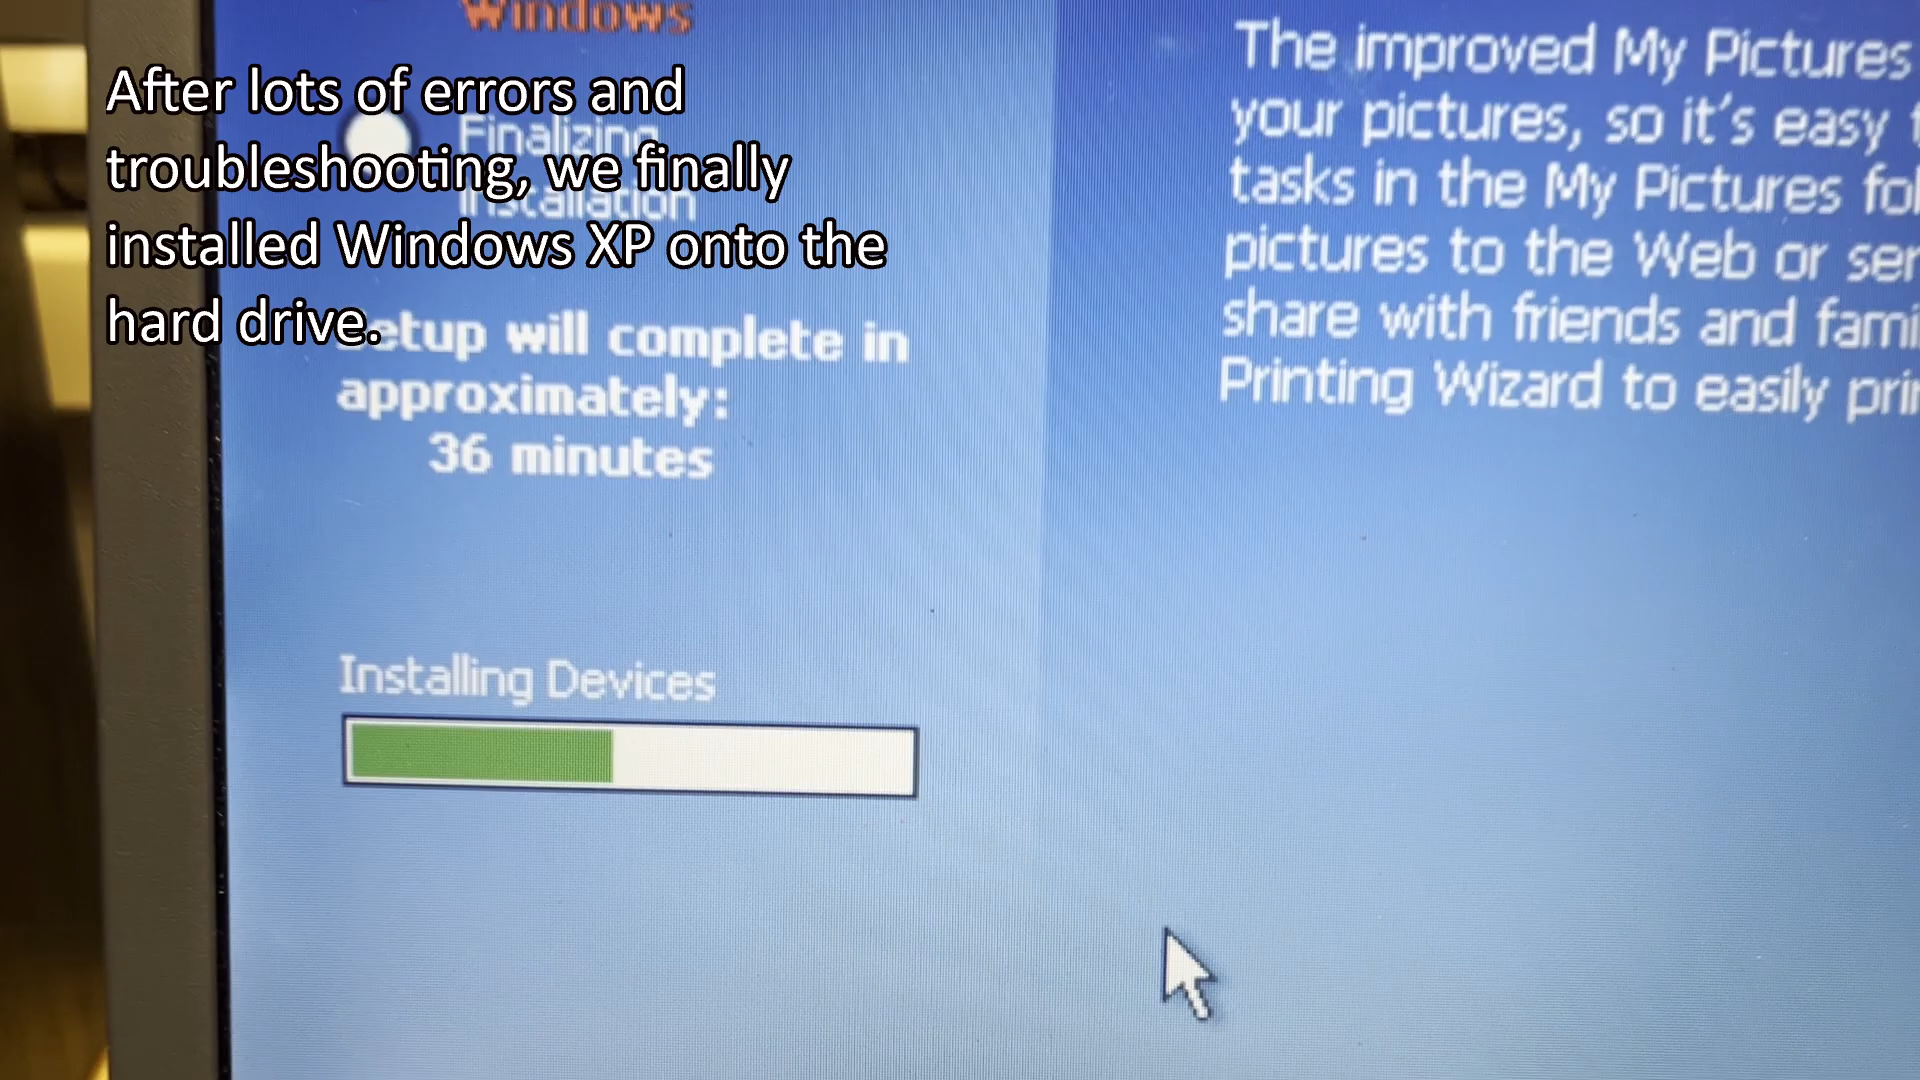 After lots of errors and
troubleshooting, we finally
installed Windows XP onto the
hard drive.
Windows
Finalizing
Installation
Setup will complete in
approximately:
36 minutes
Installing Devices
The improved My Pictures
your pictures, so it's easy
tasks in the My Pictures
pictures to the Web or
share with friends and
Printing Wizard to easily